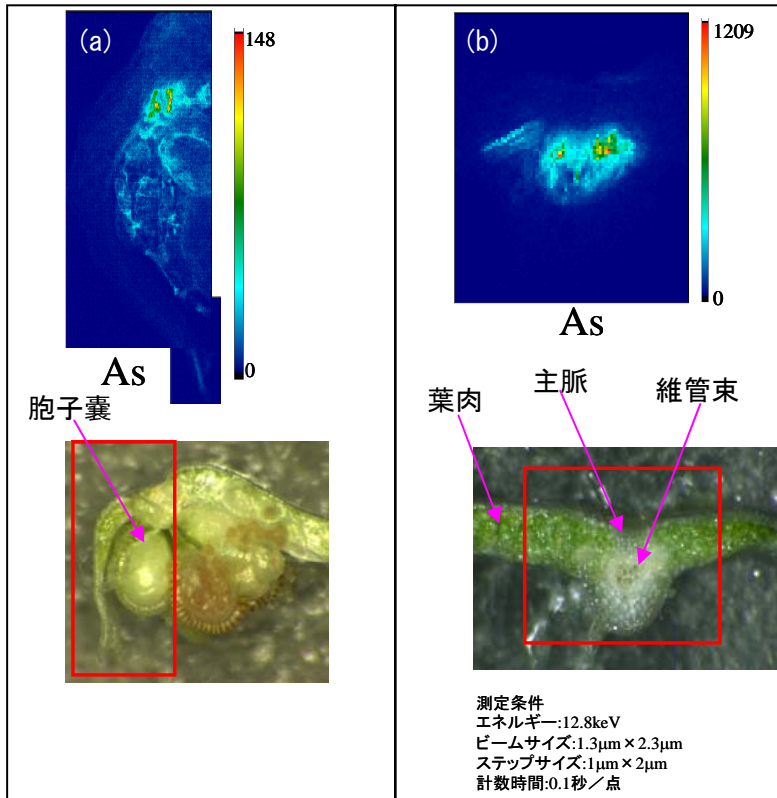 (a)
148
0
As
胞子嚢
(b)
1209
0
As
葉肉
主脈
維管束
測定条件
エネルギー:12.8keV
ビームサイズ:1.3μm×2.3μm
ステップサイズ:1μm×2μm
計数時間:0.1秒／点